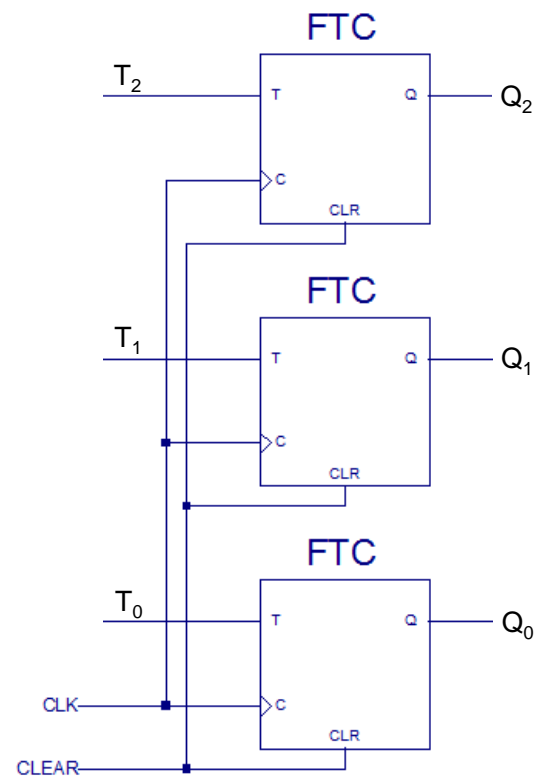 FTC
T₂
T
Q
Q₂
C
CLR
FTC
T₁
T
Q
Q₁
C
CLR
FTC
T₀
T
Q
Q₀
CLK
C
CLR
CLEAR